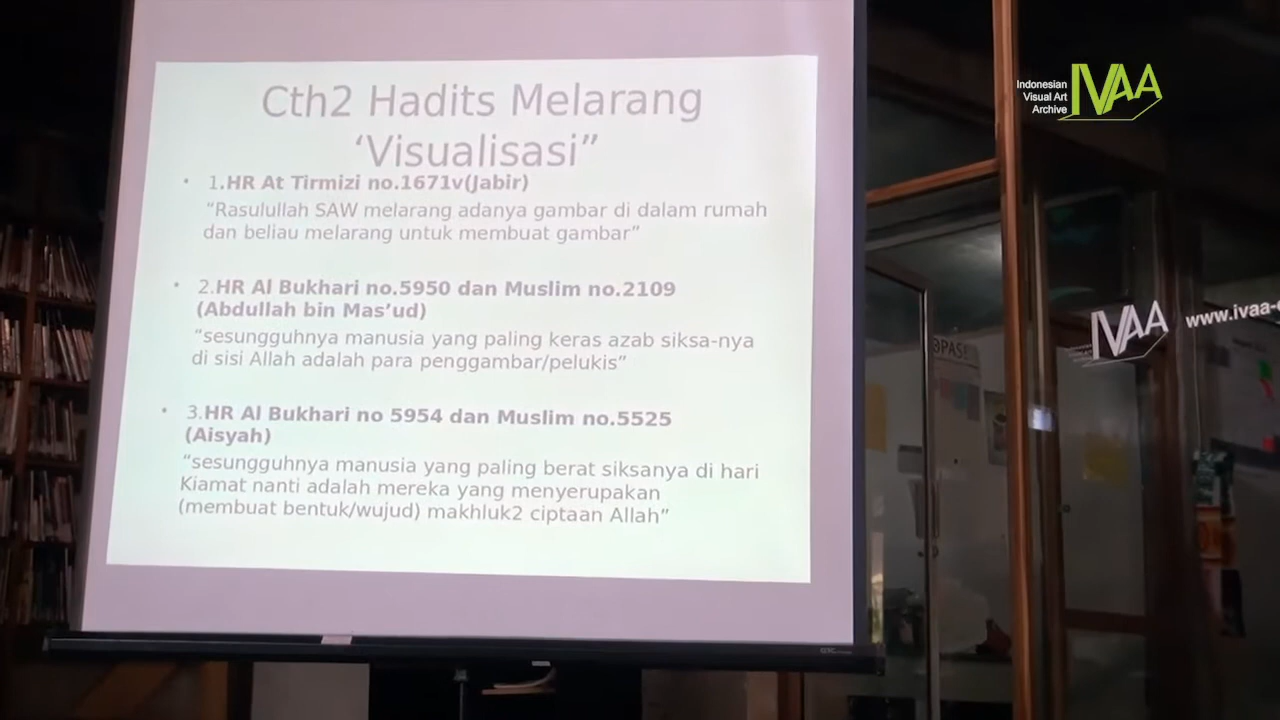 Cth2 Hadits Melarang
‘Visualisasi”
• 1.HR At Tirmizi no.1671v(Jabir)
“Rasulullah SAW melarang adanya gambar di dalam rumah
dan beliau melarang untuk membuat gambar”
• 2.HR Al Bukhari no.5950 dan Muslim no.2109
(Abdullah bin Mas’ud)
“sesungguhnya manusia yang paling keras azab siksa-nya
di sisi Allah adalah para penggambar/pelukis”
• 3.HR Al Bukhari no 5954 dan Muslim no.5525
(Aisyah)
“sesungguhnya manusia yang paling berat siksanya di hari
Kiamat nanti adalah mereka yang menyerupakan
(membuat bentuk/wujud) makhluk2 ciptaan Allah”
Indonesian
Visual Art
Archive
IVAA
IVAA
www.ivaa-
BPAS!